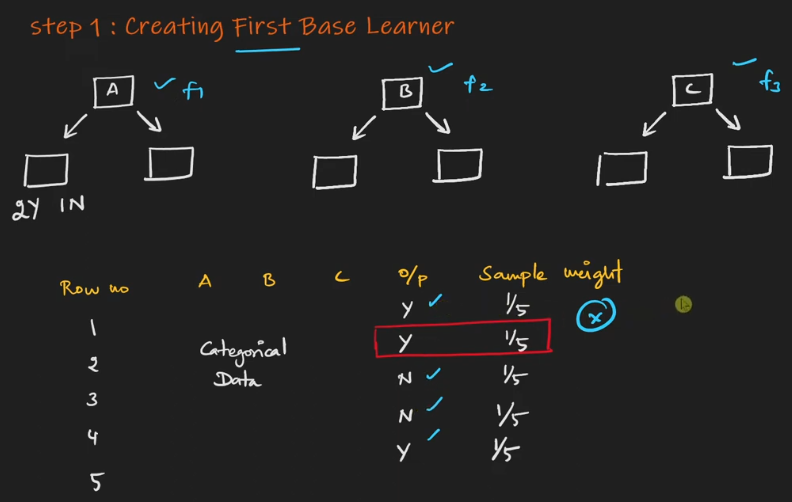 step 1 : Creating First Base Learner
A f1 B f2 C f3
2Y 1N
Row no A B C O/P Sample weight
1 Y 1/5
2 Y 1/5 x
3 Categorical Data N 1/5
4 N 1/5
5 Y 1/5